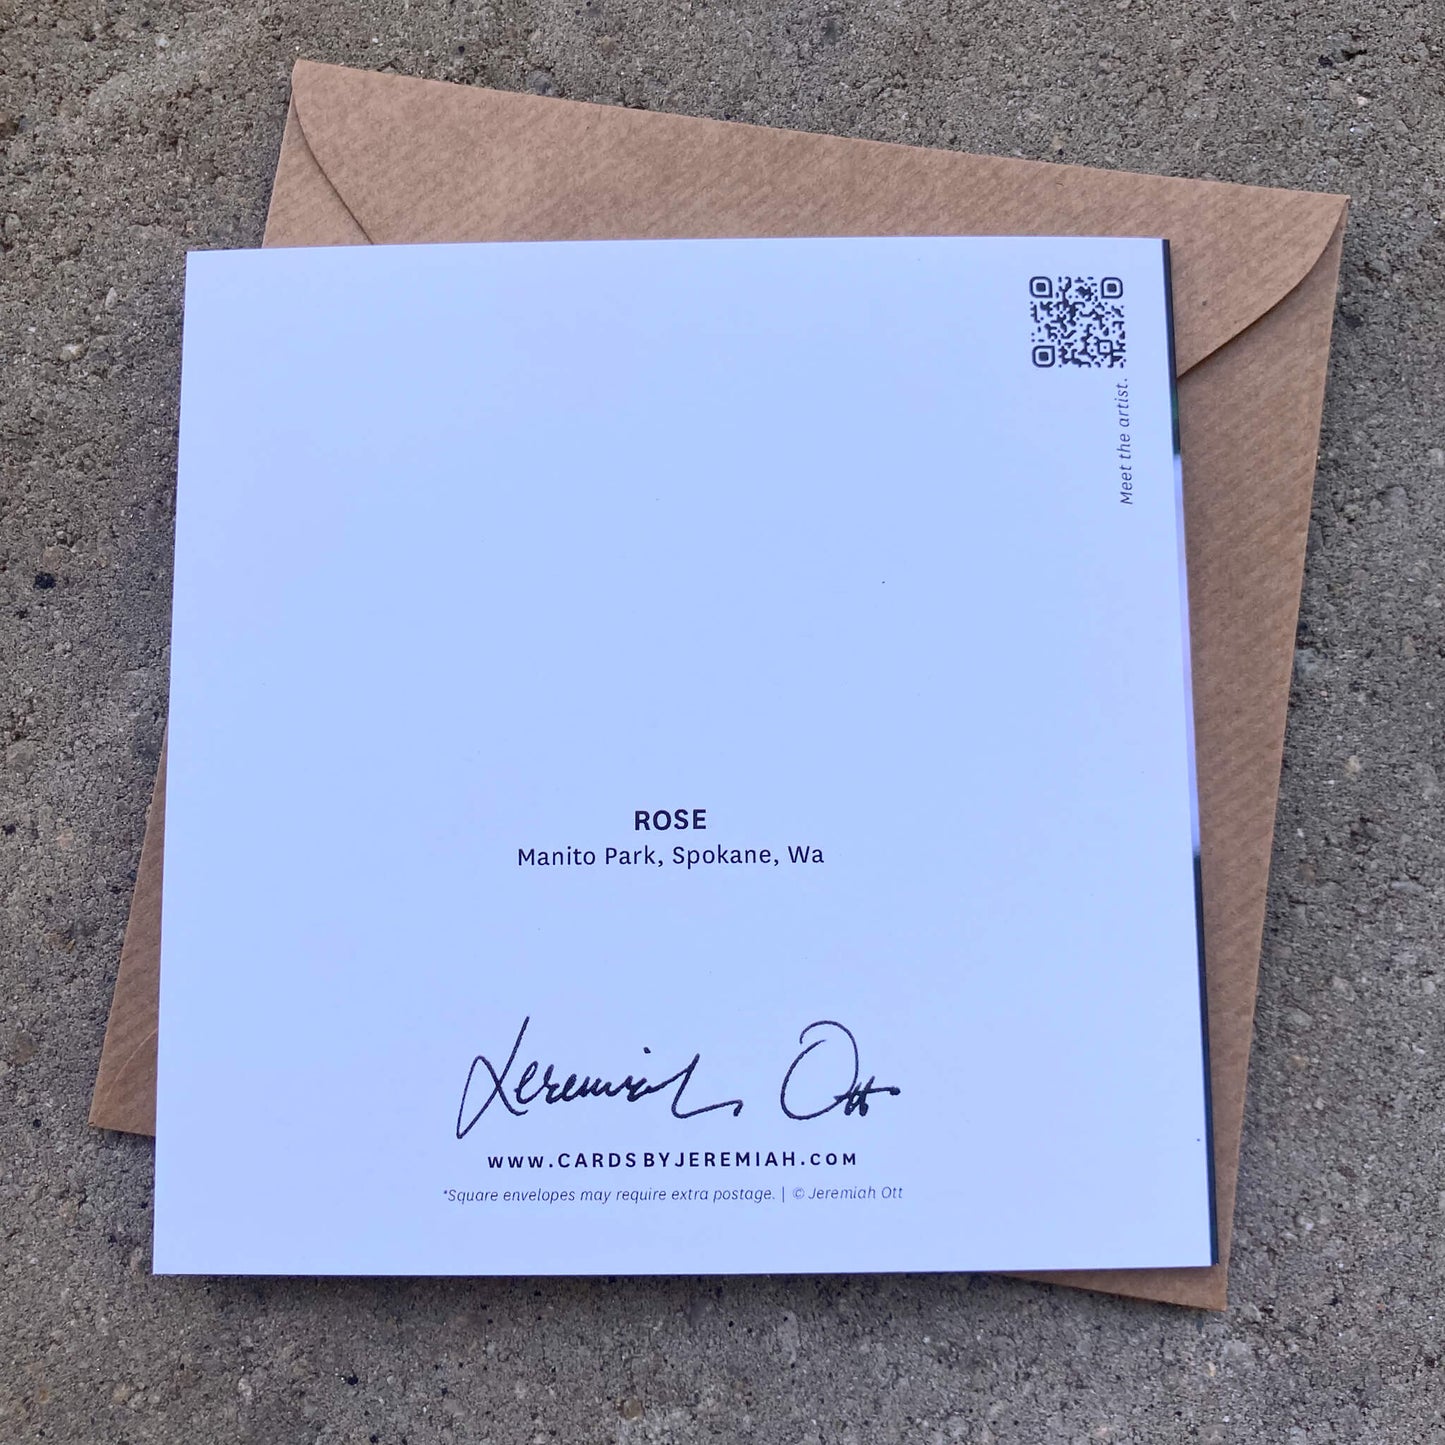 Meet the artist.
ROSE
Manito Park, Spokane, Wa
Jeremiah Ott
WWW.CARDSBYJEREMIAH.COM
*Square envelopes may require extra postage. | © Jeremiah Ott